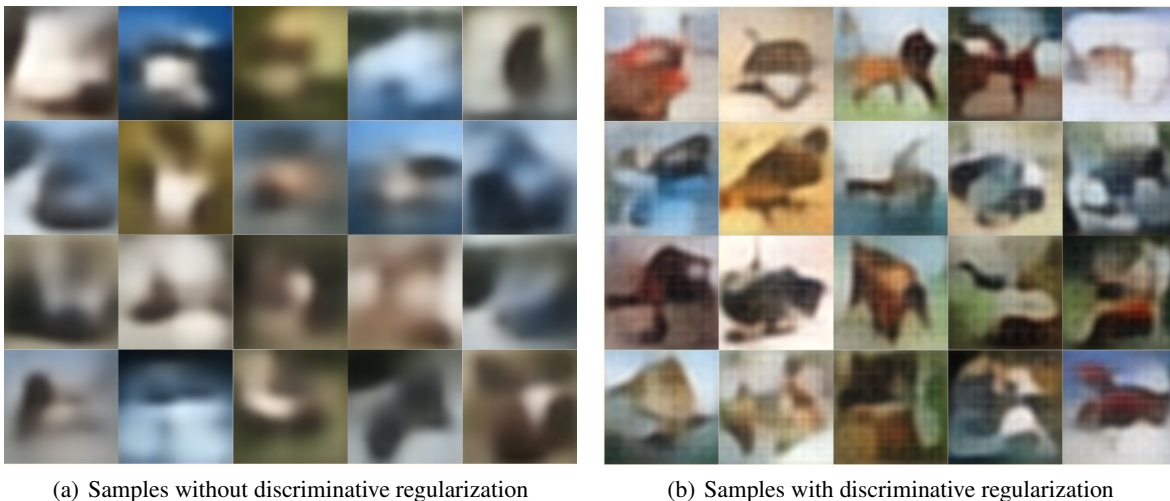 (a) Samples without discriminative regularization
(b) Samples with discriminative regularization